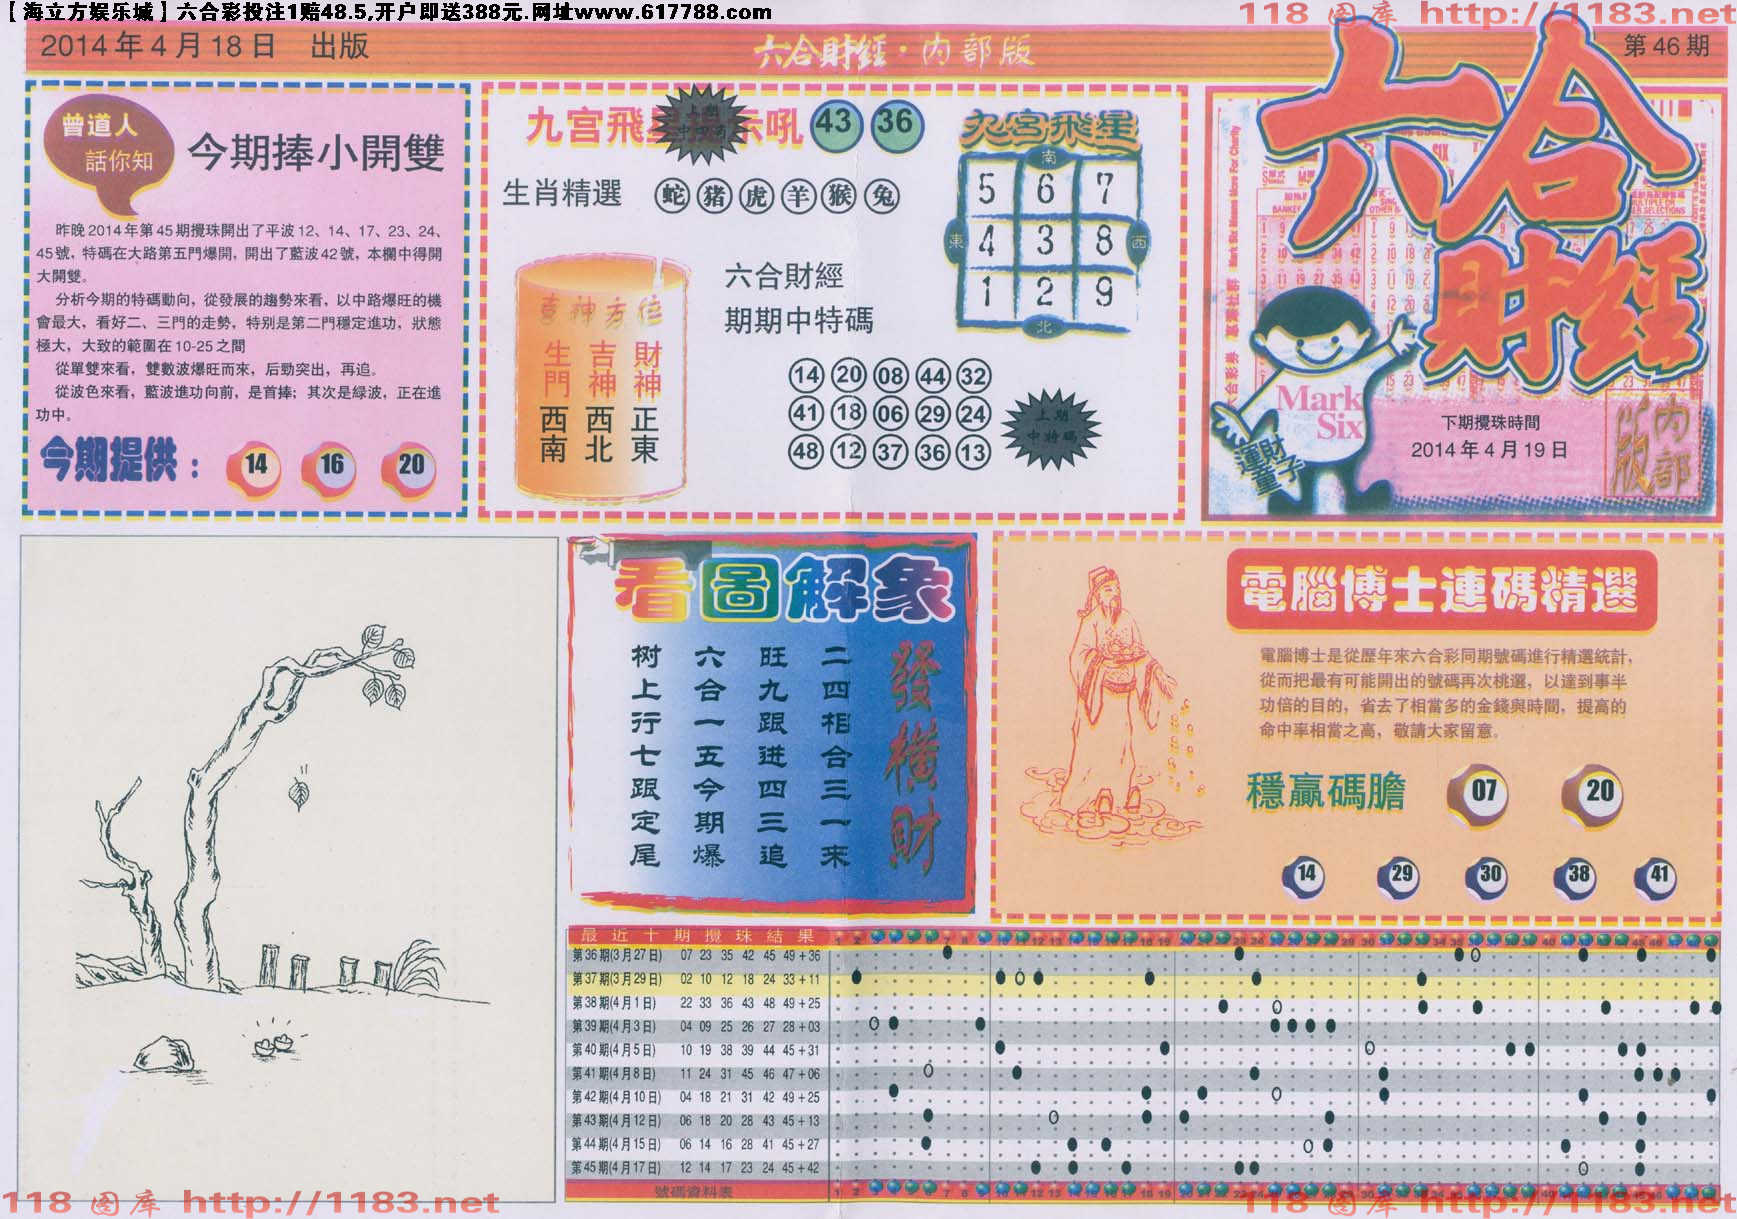 【海立方娱乐城】六合彩投注1赔48.5,开户即送388元.网址www.617788.com
118 图库 http://1183.net
2014年4月18日 出版
六合財經·内部版
第46期
曾道人
話你知
今期捧小開雙
昨晚2014年第45期攪珠開出了平波12、14、17、23、24、
45號，特碼在大路第五門爆開，開出了藍波42號，本欄中得開
大開雙。
分析今期的特碼動向，從發展的趨勢來看，以中路爆旺的機
會最大，看好二、三門的走勢，特别是第二門穩定進功，狀態
極大，大致的範圍在10-25之間
從單雙來看，雙數波爆旺而來，后勁突出，再追。
從波色來看，藍波進功向前，是首捧；其次是緑波，正在進
功中。
今期提供：
14 16 20
九宫飛星
43 36
生肖精選 蛇 猪 虎 羊 猴 兔
吉神方位
生門 吉神 財神
西南 西北 正東
六合財經
期期中特碼
14 20 08 44 32
41 18 06 29 24
48 12 37 36 13
上期
中特碼
九宫飛星
南
5 6 7
東 4 3 8 西
1 2 9
北
六合
財經
Mark
Six
運財
童子
下期攪珠時間
2014年4月19日
内部
版
看圖解象
發橫財
二四相合三一來
旺九跟进四三追
六合一五今期爆
树上行七跟定尾
電腦博士連碼精選
電腦博士是從歷年來六合彩同期號碼進行精選統計，
從而把最有可能開出的號碼再次桃選，以達到事半
功倍的目的，省去了相當多的金錢與時間，提高的
命中率相當之高，敬請大家留意。
穩贏碼膽 07 20
14 29 30 38 41
最近十期攪珠結果
第36期(3月27日) 07 23 35 42 45 49+36
第37期(3月29日) 02 10 12 18 24 33+11
第38期(4月1日) 22 33 36 43 48 49+25
第39期(4月3日) 04 09 25 26 27 28+03
第40期(4月5日) 10 19 38 39 44 45+31
第41期(4月8日) 11 24 31 45 46 47+06
第42期(4月10日) 04 18 21 31 42 49+25
第43期(4月12日) 06 18 20 28 43 45+13
第44期(4月15日) 06 14 16 28 41 45+27
第45期(4月17日) 12 14 17 23 24 45+42
號碼資料表
118 图库 http://1183.net
118 图库 http://1183.net